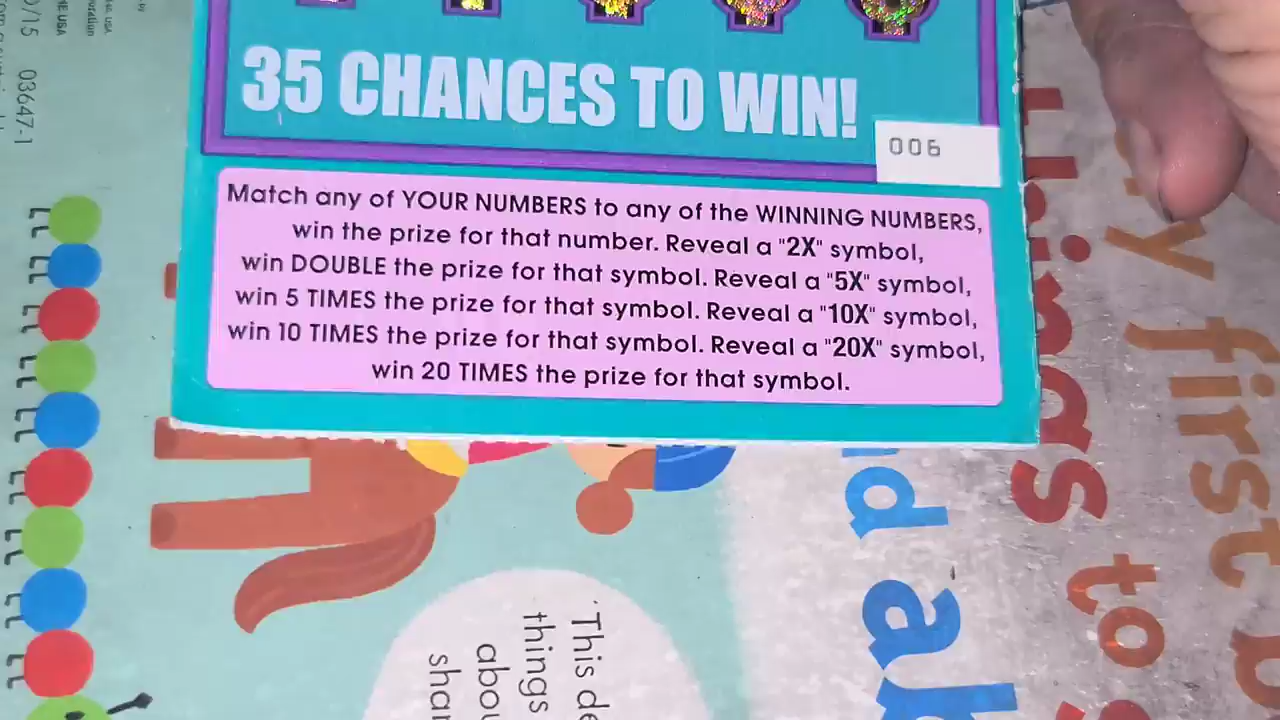 35 CHANCES TO WIN!
006
Match any of YOUR NUMBERS to any of the WINNING NUMBERS,
win the prize for that number. Reveal a "2X" symbol,
win DOUBLE the prize for that symbol. Reveal a "5X" symbol,
win 5 TIMES the prize for that symbol. Reveal a "10X" symbol,
win 10 TIMES the prize for that symbol. Reveal a "20X" symbol,
win 20 TIMES the prize for that symbol.
03647-1
first
things to
"This
things